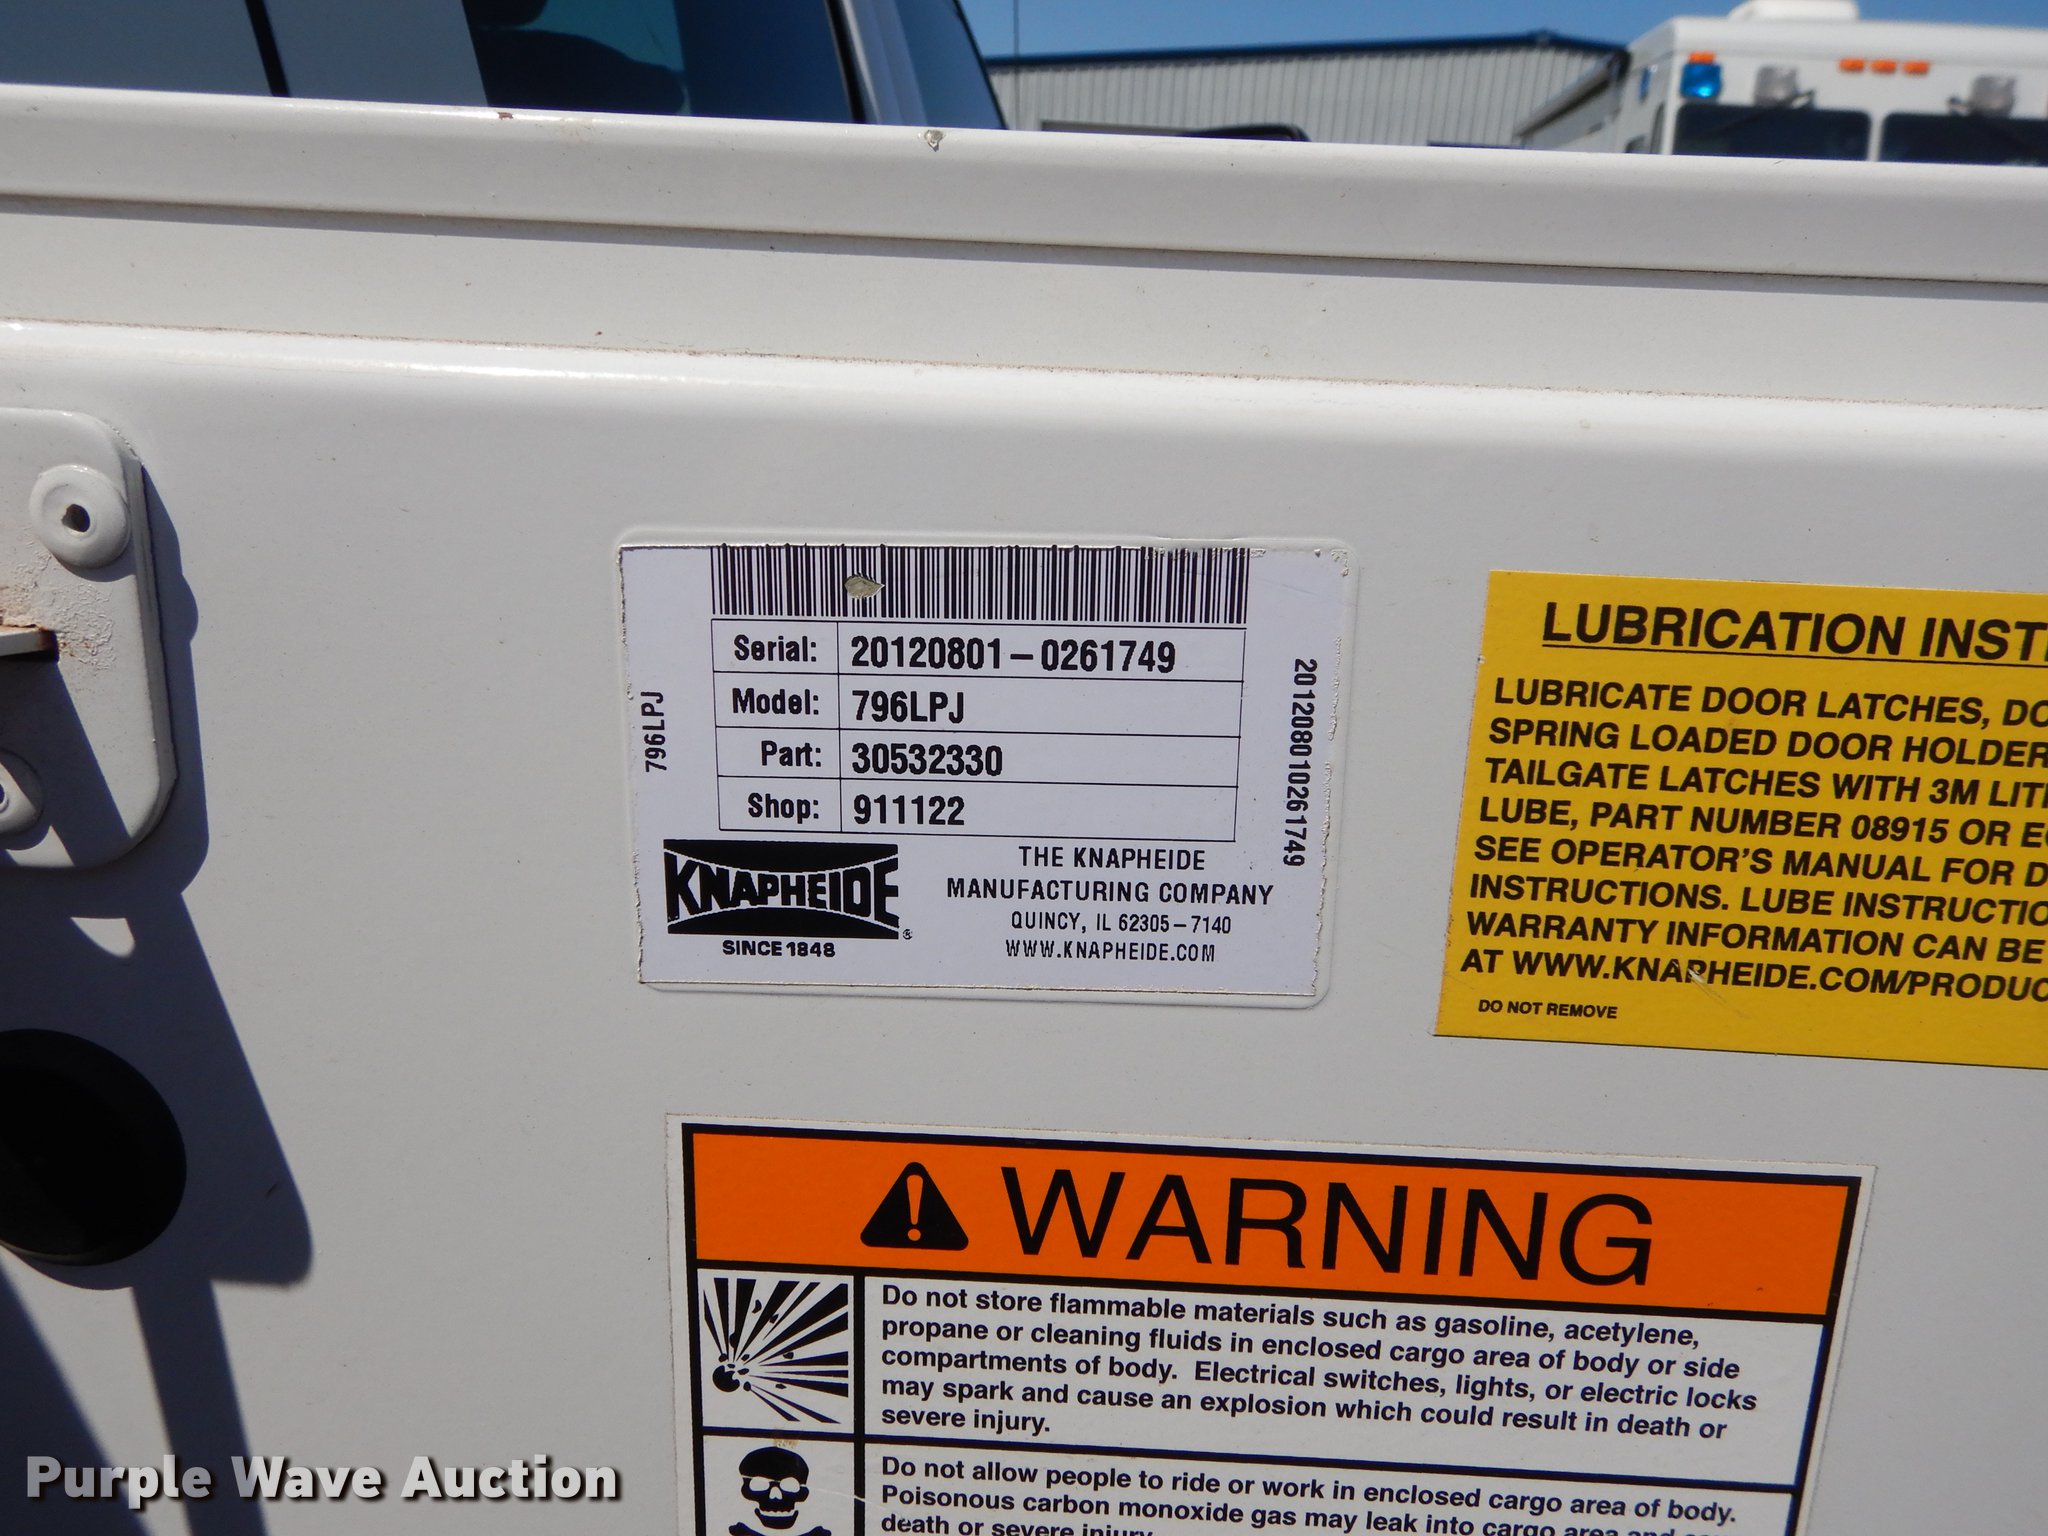 Serial: 20120801-0261749
Model: 796LPJ
Part: 30532330
Shop: 911122
796LPJ
201208010261749
KNAPHEIDE®
SINCE 1848
THE KNAPHEIDE
MANUFACTURING COMPANY
QUINCY, IL 62305-7140
WWW.KNAPHEIDE.COM
LUBRICATION
LUBRICATE DOOR LATCHES,
SPRING LOADED DOOR
TAILGATE LATCHES WITH 3M
LUBE, PART NUMBER 08915 OR
SEE OPERATOR'S MANUAL FOR
INSTRUCTIONS. LUBE
WARRANTY INFORMATION CAN BE
AT WWW.KNAPHEIDE.COM/PRODUC
DO NOT REMOVE
WARNING
Do not store flammable materials such as gasoline, acetylene,
propane or cleaning fluids in enclosed cargo area of body or side
compartments of body. Electrical switches, lights, or electric locks
may spark and cause an explosion which could result in death or
severe injury.
Do not allow people to ride or work in enclosed cargo area of body.
Poisonous carbon monoxide gas may leak into cargo area and
death or severe injury.
Purple Wave Auction